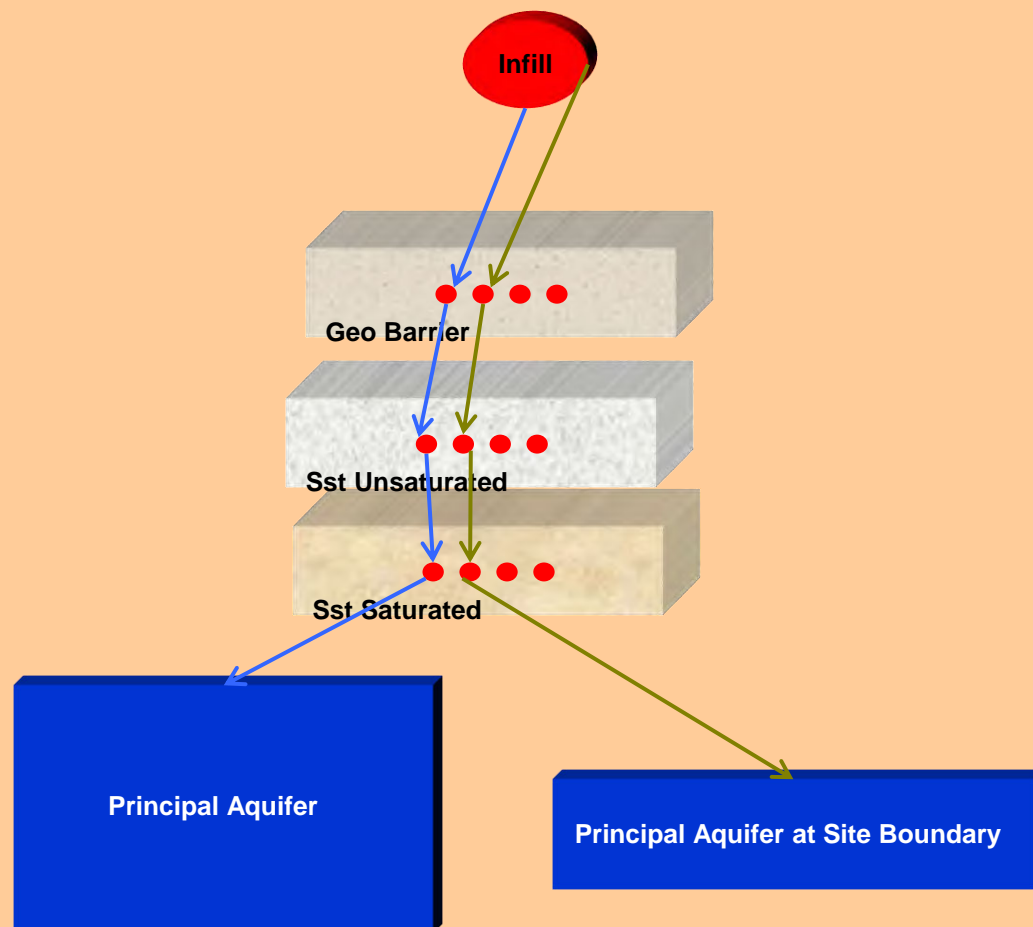 Infill
Geo Barrier
Sst Unsaturated
Sst Saturated
Principal Aquifer
Principal Aquifer at Site Boundary